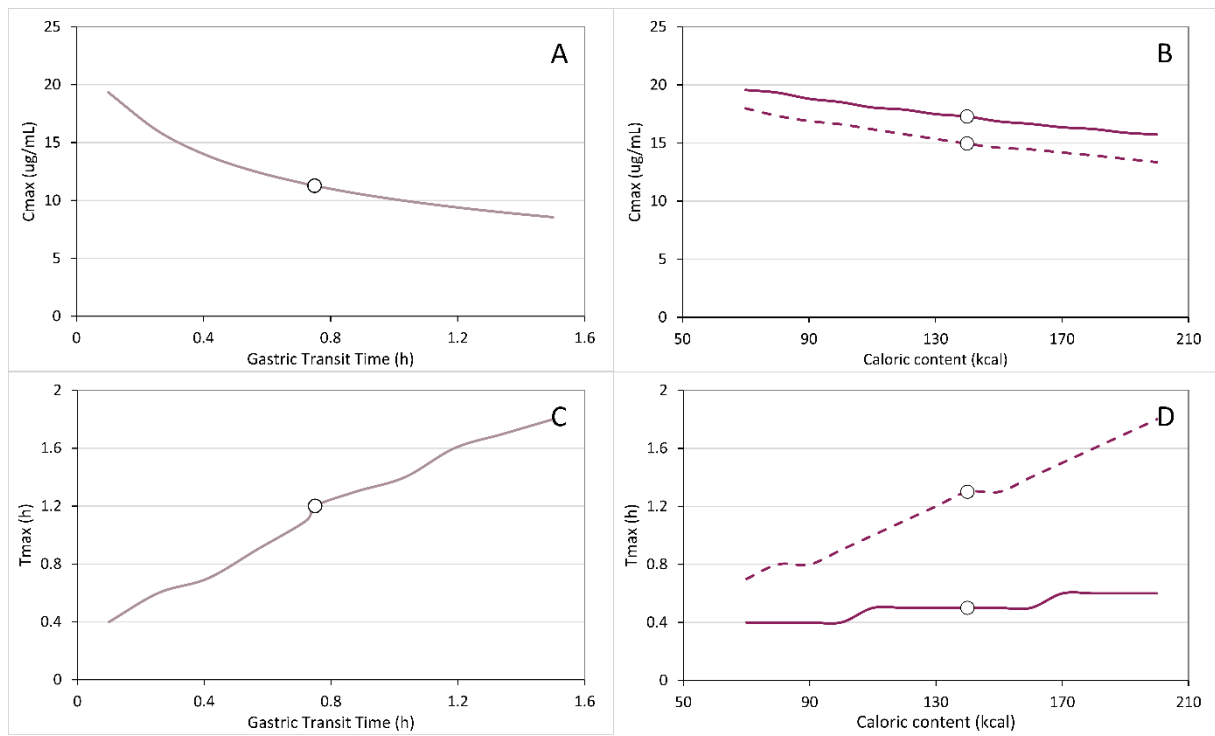 A
Cmax (ug/mL)
25
20
15
10
5
0
0 0.4 0.8 1.2 1.6
Gastric Transit Time (h)
B
Cmax (ug/mL)
25
20
15
10
5
0
50 90 130 170 210
Caloric content (kcal)
C
Tmax (h)
2
1.6
1.2
0.8
0.4
0
0 0.4 0.8 1.2 1.6
Gastric Transit Time (h)
D
Tmax (h)
2
1.6
1.2
0.8
0.4
0
50 90 130 170 210
Caloric content (kcal)